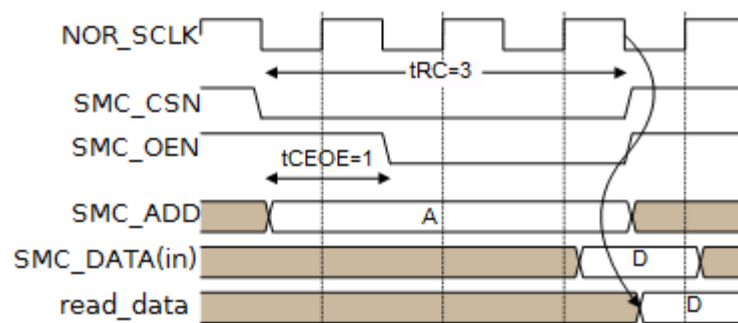 NOR_SCLK
tRC=3
SMC_CSN
SMC_OEN
tCEOE=1
SMC_ADD
A
SMC_DATA(in)
D
read_data
D